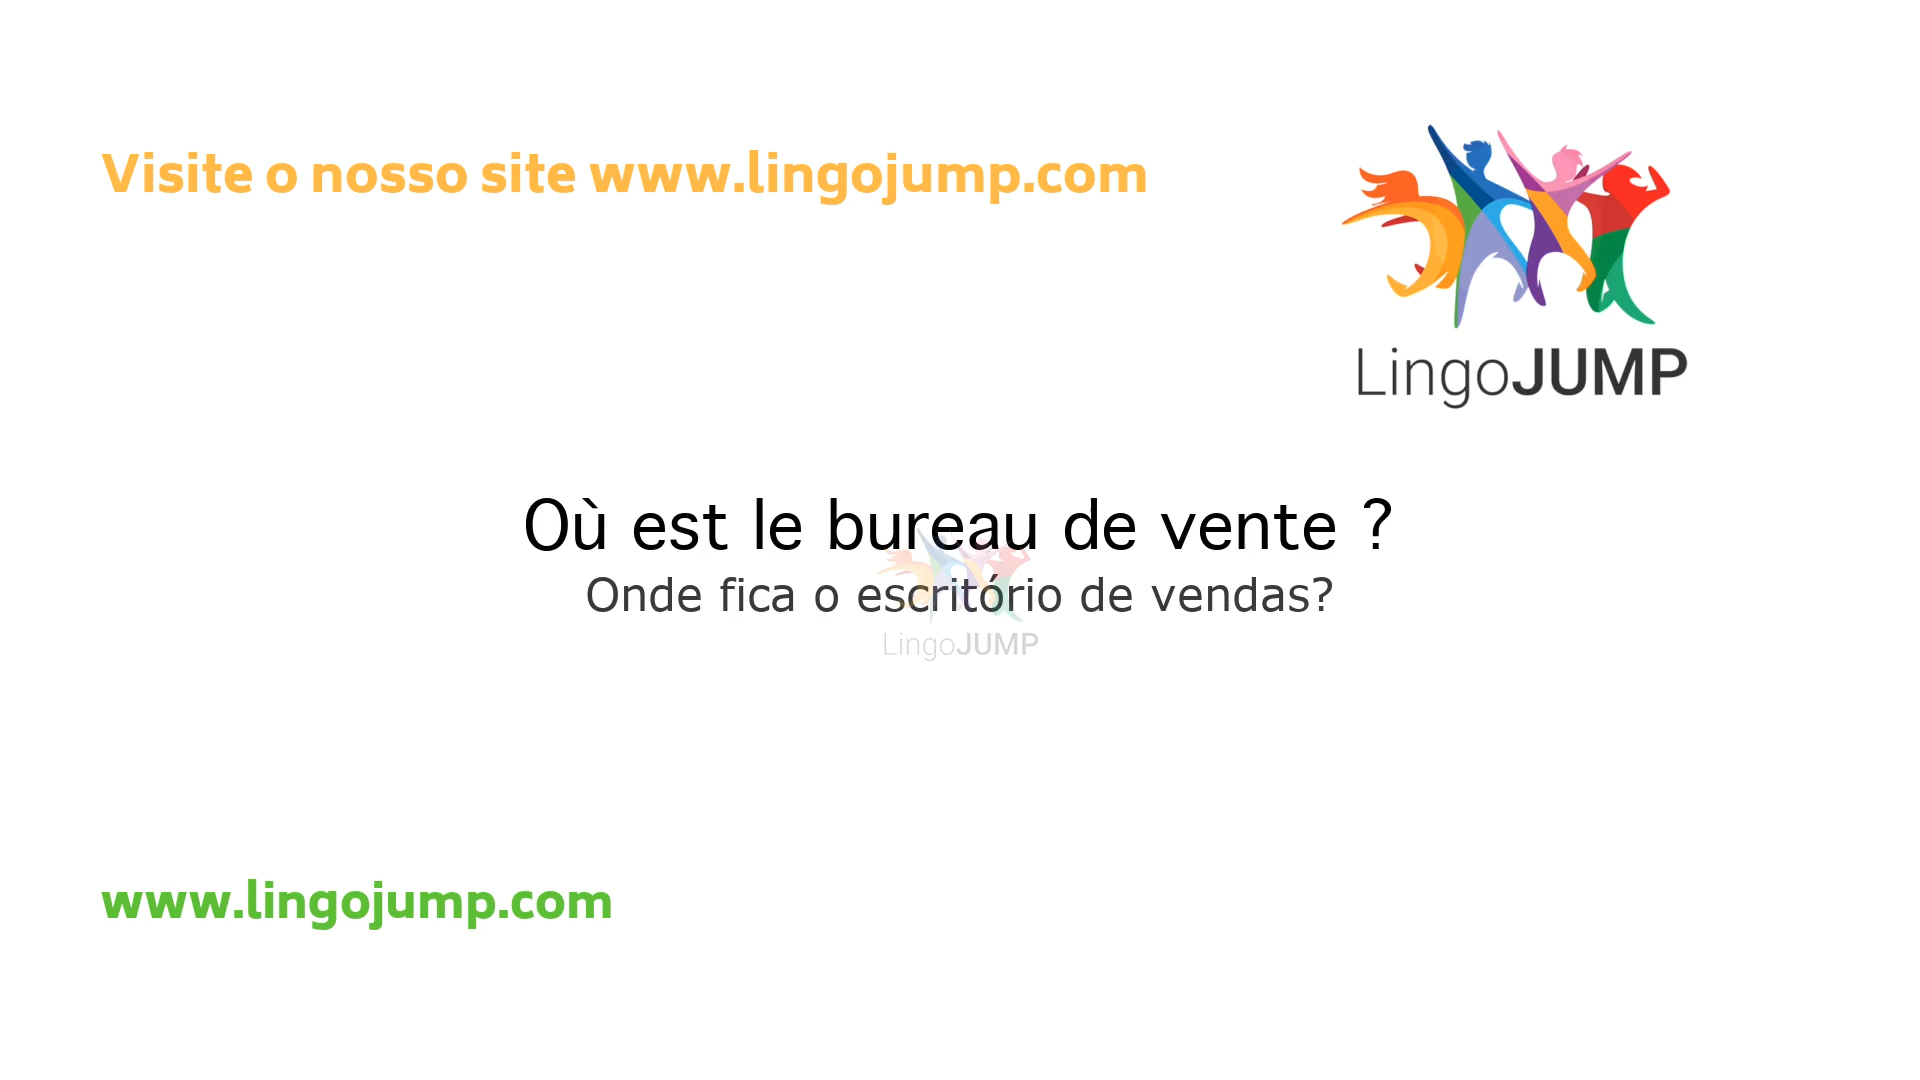 Visite o nosso site www.lingojump.com
LingoJUMP
Où est le bureau de vente ?
Onde fica o escritório de vendas?
LingoJUMP
www.lingojump.com